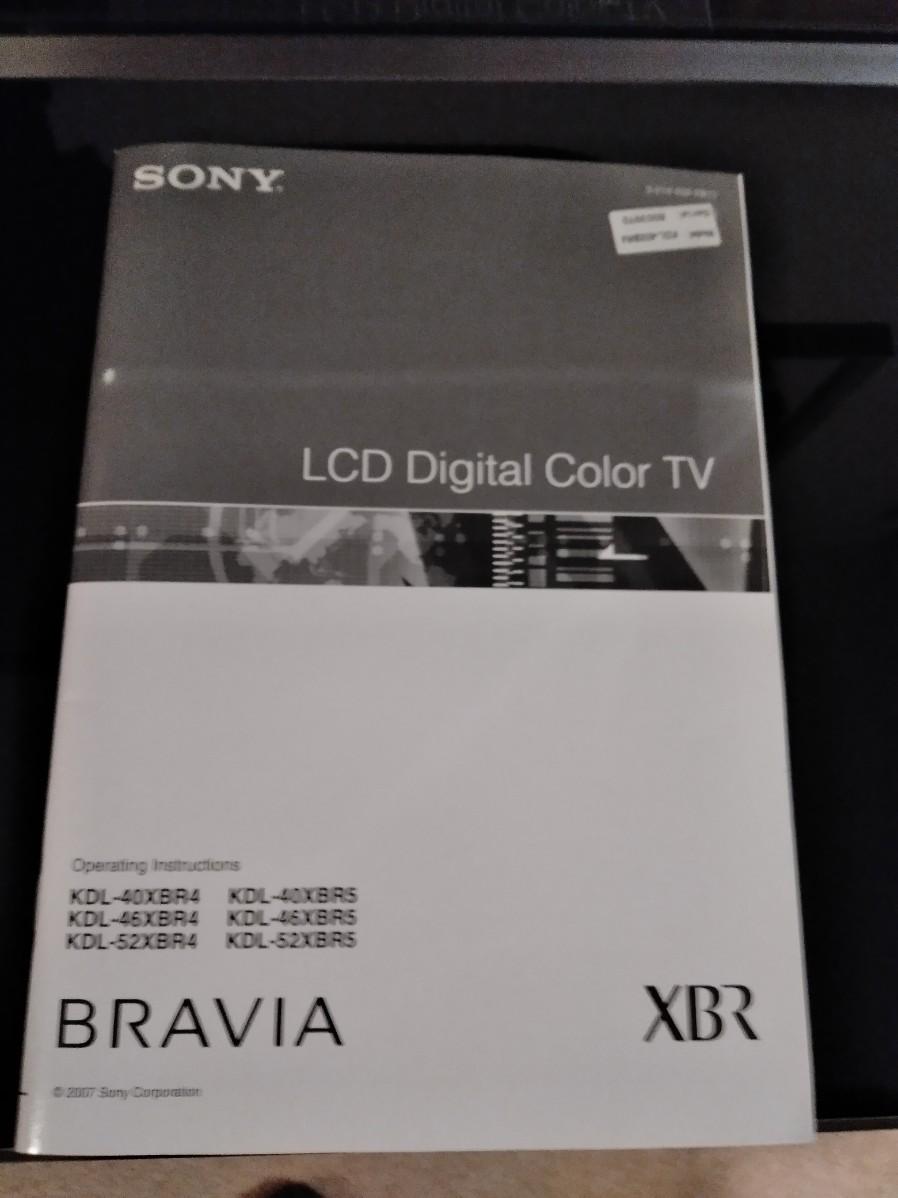 SONY
LCD Digital Color TV
Operating Instructions
KDL-40XBR4 KDL-40XBR5
KDL-46XBR4 KDL-46XBR5
KDL-52XBR4 KDL-52XBR5
BRAVIA XBR
© 2007 Sony Corporation